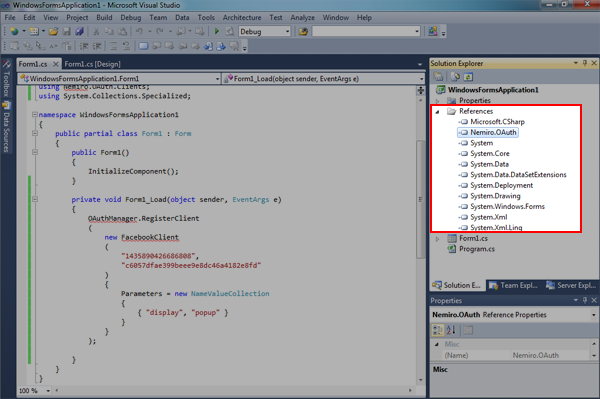 WindowsFormsApplication1 - Microsoft Visual Studio
File Edit View Project Build Debug Team Data Tools Architecture Test Analyze Window Help
Debug
Form1.cs Form1.cs [Design]
WindowsFormsApplication1.Form1 Form1_Load(object sender, EventArgs e)
using Nemiro.OAuth.Clients;
using System.Collections.Specialized;
namespace WindowsFormsApplication1
{
public partial class Form1 : Form
{
public Form1()
{
InitializeComponent();
}
private void Form1_Load(object sender, EventArgs e)
{
OAuthManager.RegisterClient
(
new FacebookClient
(
"1435890426686808",
"c6057dfae399beee9e8dc46a4182e8fd"
)
{
Parameters = new NameValueCollection
{
{ "display", "popup" }
}
}
);
}
}
}
100 %
Toolbox
Data Sources
Solution Explorer
WindowsFormsApplication1
Properties
References
Microsoft.CSharp
Nemiro.OAuth
System
System.Core
System.Data
System.Data.DataSetExtensions
System.Deployment
System.Drawing
System.Windows.Forms
System.Xml
System.Xml.Linq
Form1.cs
Program.cs
Solution E... Team Expl... Server Expl...
Properties
Nemiro.OAuth Reference Properties
Misc
(Name) Nemiro.OAuth
Misc